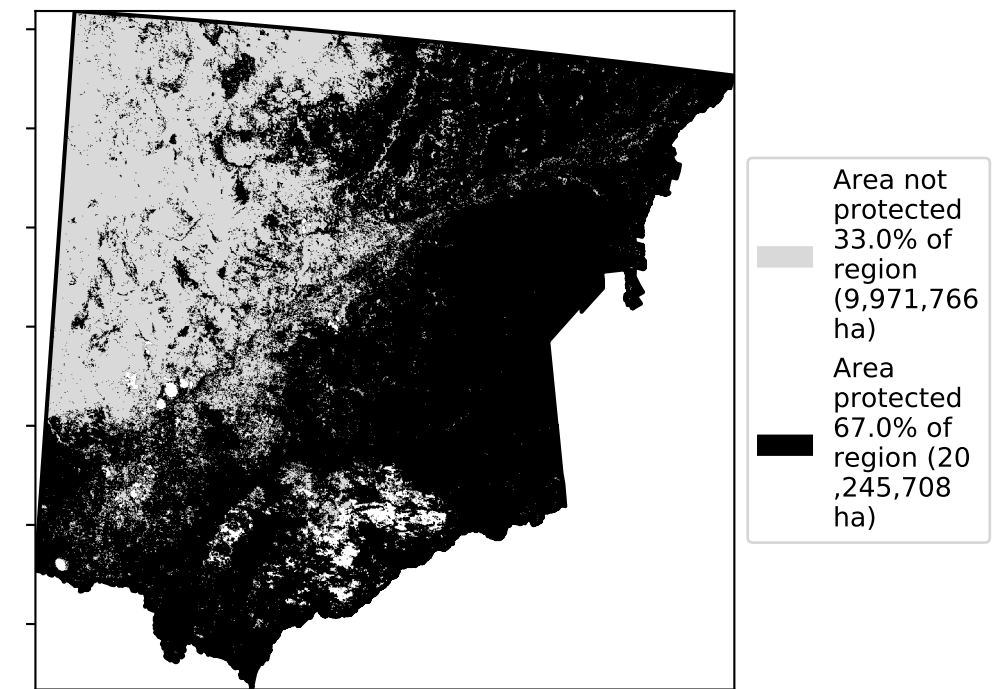 Area not
protected
33.0% of
region
(9,971,766
ha)
Area
protected
67.0% of
region (20
,245,708
ha)